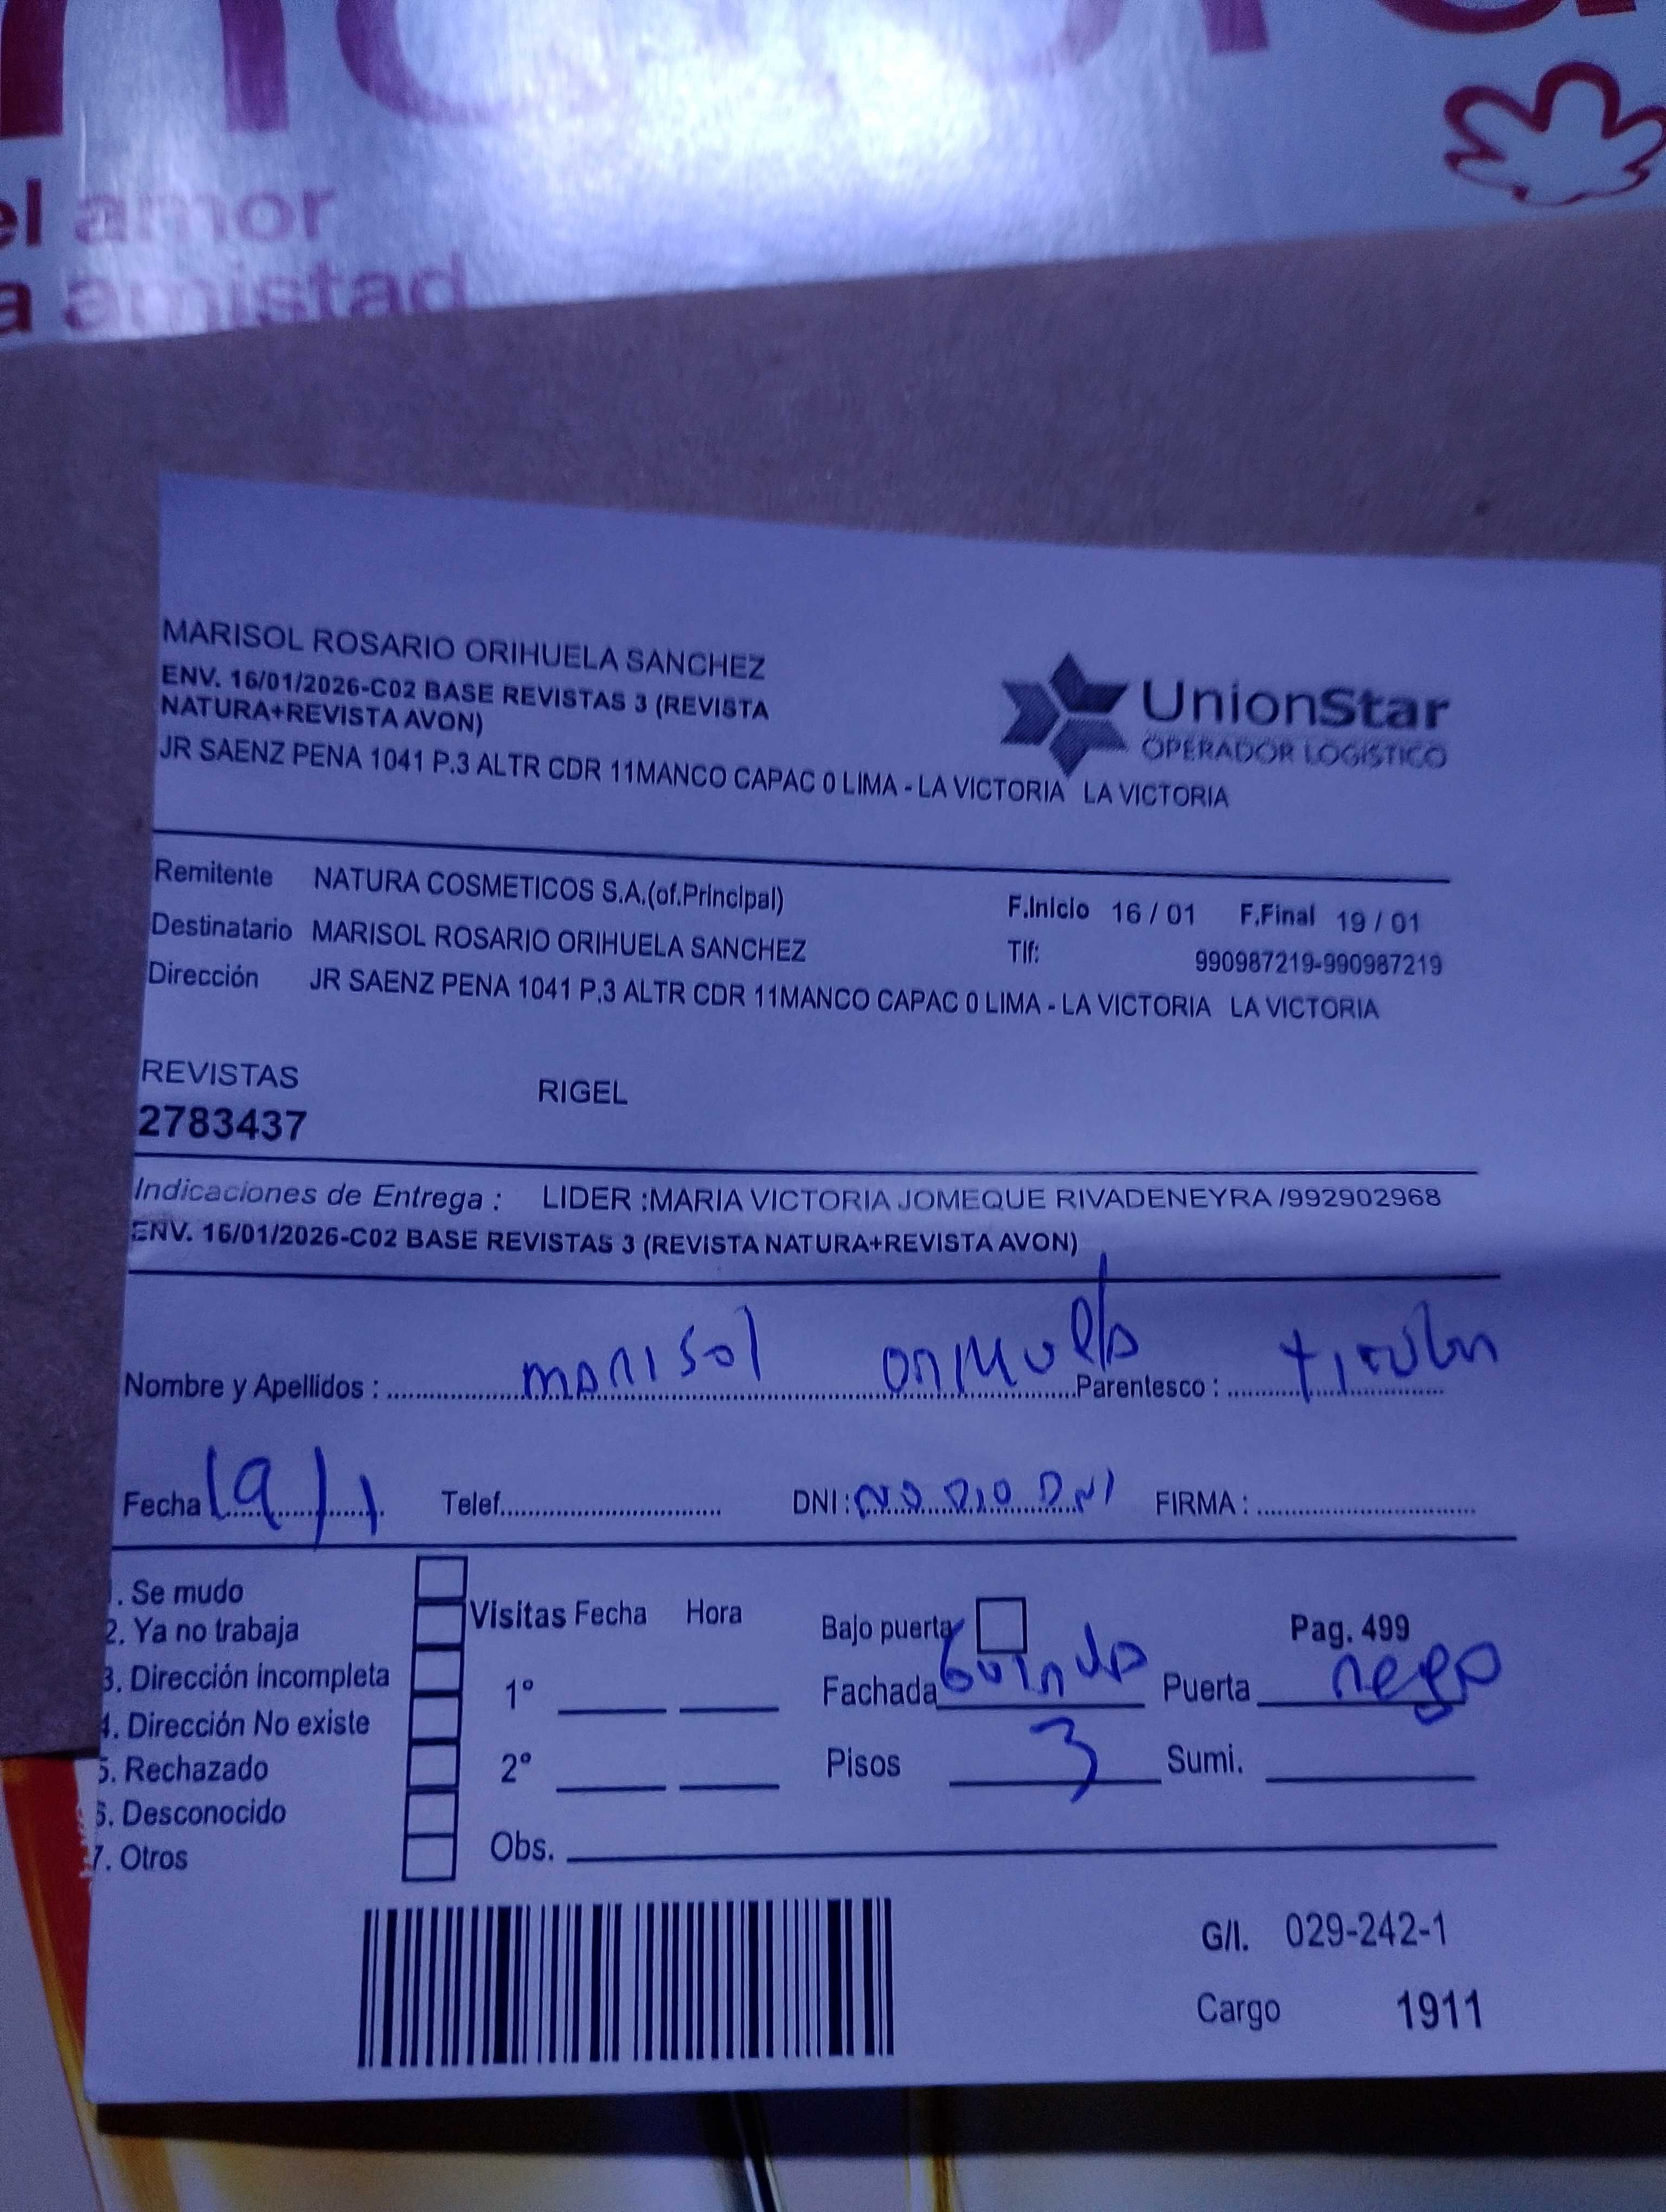 el amor
a amistad
MARISOL ROSARIO ORIHUELA SANCHEZ
ENV. 16/01/2026-C02 BASE REVISTAS 3 (REVISTA
NATURA+REVISTA AVON)
JR SAENZ PENA 1041 P.3 ALTR CDR 11MANCO CAPAC 0 LIMA - LA VICTORIA LA VICTORIA
UnionStar
OPERADOR LOGÍSTICO
Remitente NATURA COSMETICOS S.A.(of.Principal) F.Inicio 16 / 01 F.Final 19 / 01
Destinatario MARISOL ROSARIO ORIHUELA SANCHEZ Tlf: 990987219-990987219
Dirección JR SAENZ PENA 1041 P.3 ALTR CDR 11MANCO CAPAC 0 LIMA - LA VICTORIA LA VICTORIA
REVISTAS RIGEL
2783437
Indicaciones de Entrega : LIDER :MARIA VICTORIA JOMEQUE RIVADENEYRA /992902968
ENV. 16/01/2026-C02 BASE REVISTAS 3 (REVISTA NATURA+REVISTA AVON)
Nombre y Apellidos : marisol orihuela Parentesco : titular
Fecha 19/1 Telef. DNI: NO DIO DNI FIRMA :
1. Se mudo
2. Ya no trabaja
3. Dirección incompleta
4. Dirección No existe
5. Rechazado
6. Desconocido
7. Otros
Visitas Fecha Hora
1°
2°
Obs.
Bajo puerta Pag. 499
Fachada Guinda Puerta negro
Pisos 3 Sumi.
G/I. 029-242-1
Cargo 1911